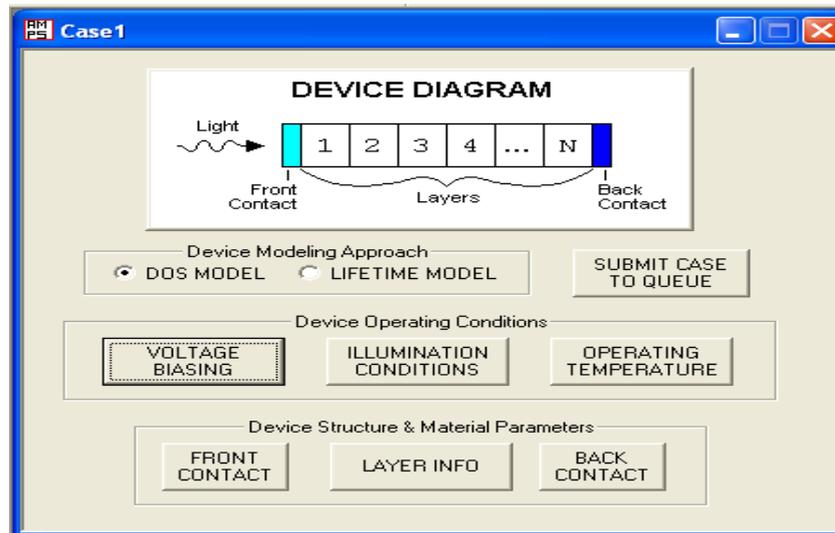 AMPS Case1
DEVICE DIAGRAM
Light
1 2 3 4 ... N
Front Contact
Layers
Back Contact
Device Modeling Approach
DOS MODEL LIFETIME MODEL
SUBMIT CASE
TO QUEUE
Device Operating Conditions
VOLTAGE
BIASING
ILLUMINATION
CONDITIONS
OPERATING
TEMPERATURE
Device Structure & Material Parameters
FRONT
CONTACT
LAYER INFO
BACK
CONTACT